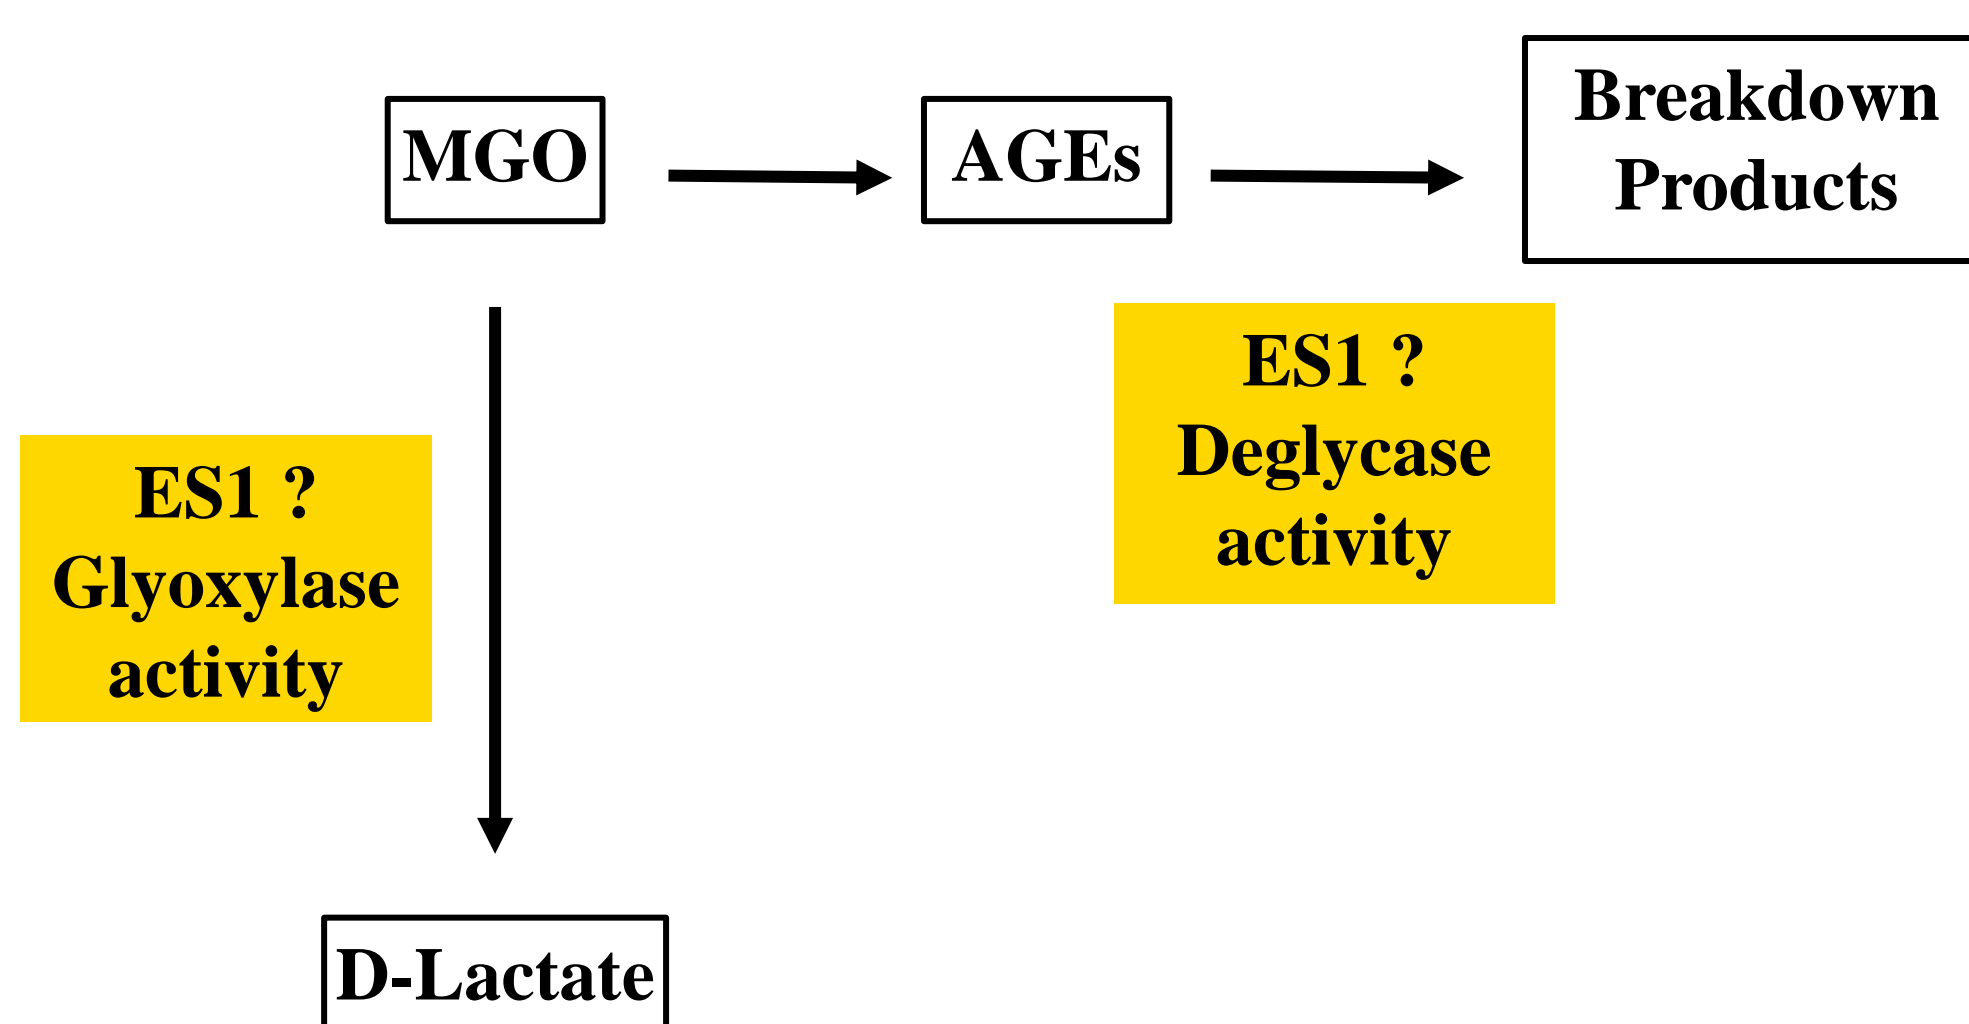 MGO
AGEs
Breakdown
Products
ES1 ?
Deglycase
activity
ES1 ?
Glyoxylase
activity
D-Lactate